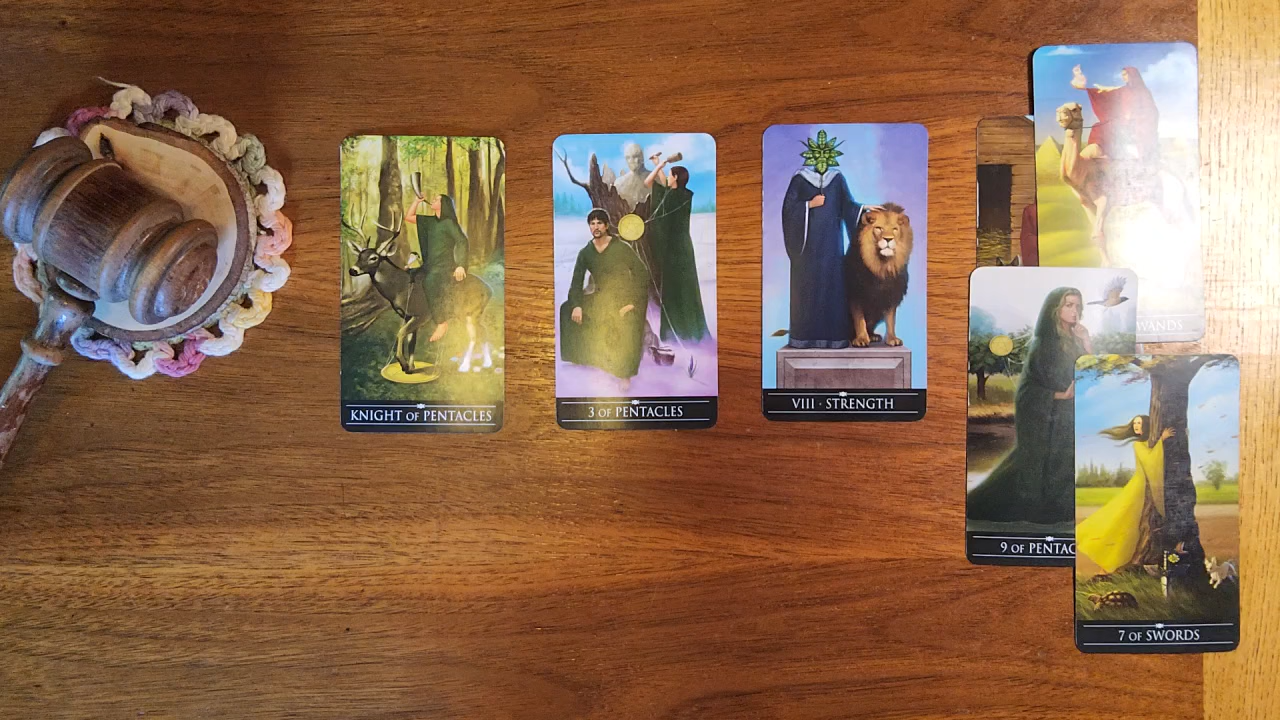 KNIGHT OF PENTACLES
3 OF PENTACLES
VIII · STRENGTH
WANDS
9 OF PENTAC
7 OF SWORDS